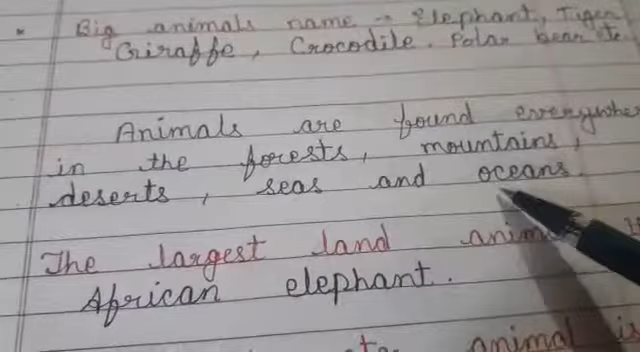 Big animals name → Elephant, Tiger
Giraffe, Crocodile. Polar bear
Animals are found everywhere
in the forests, mountains,
deserts, seas and oceans.
The largest land
African elephant.
animal is